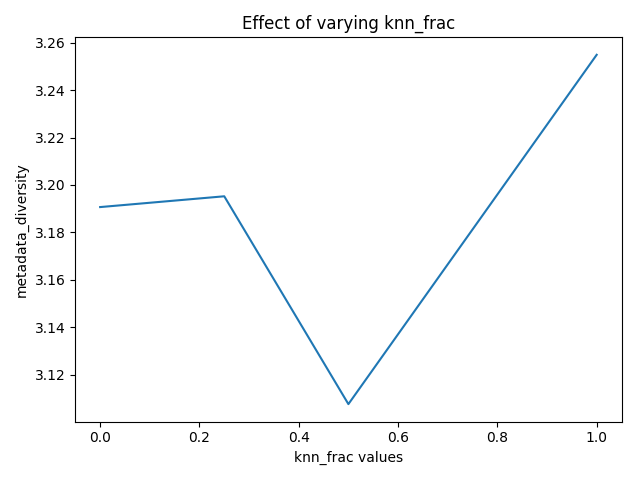 Effect of varying knn_frac
3.26
3.24
3.22
3.20
3.18
3.16
3.14
3.12
metadata_diversity
0.0 0.2 0.4 0.6 0.8 1.0
knn_frac values